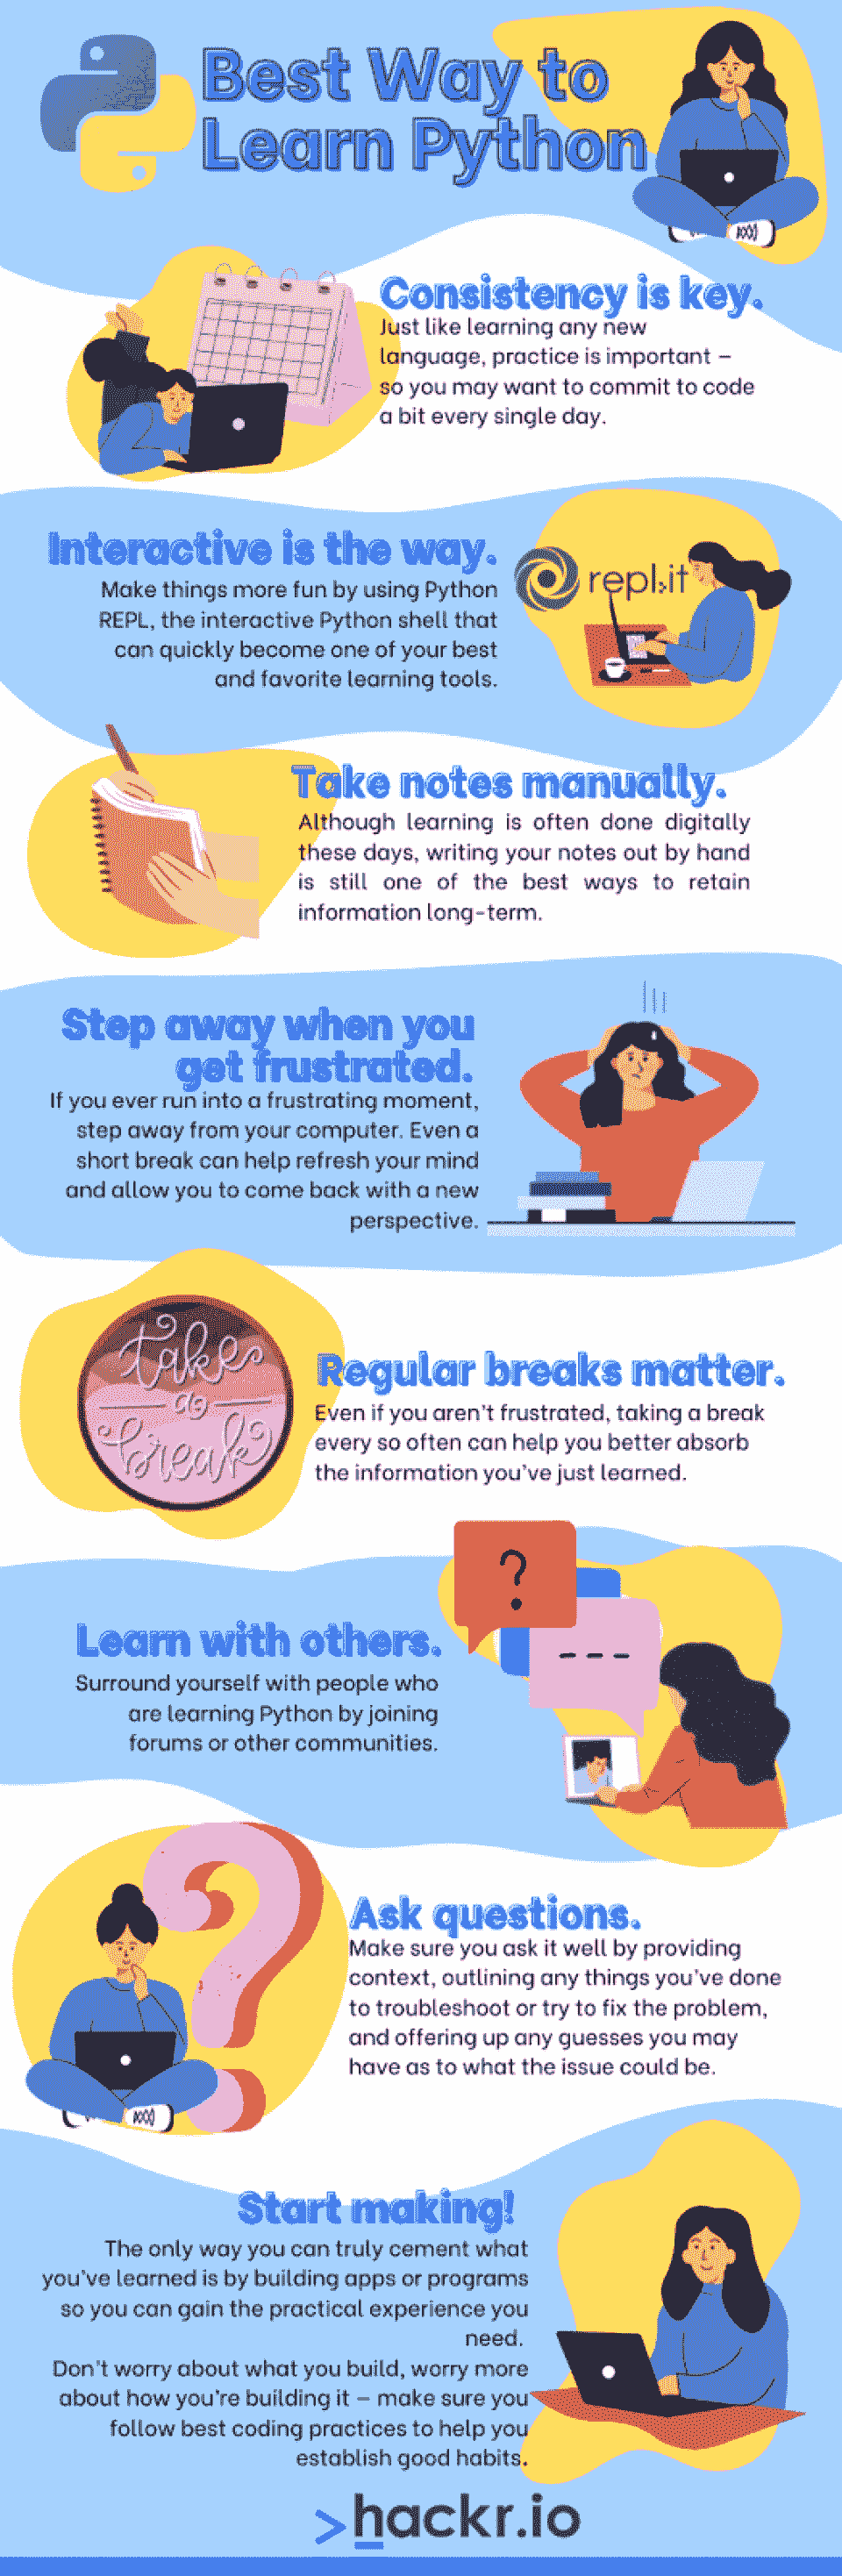 Best Way to
Learn Python
Consistency is key.
Just like learning any new
language, practice is important –
so you may want to commit to code
a bit every single day.
Interactive is the way.
Make things more fun by using Python
REPL, the interactive Python shell that
can quickly become one of your best
and favorite learning tools.
repl.it
Take notes manually.
Although learning is often done digitally
these days, writing your notes out by hand
is still one of the best ways to retain
information long-term.
Step away when you
get frustrated.
If you ever run into a frustrating moment,
step away from your computer. Even a
short break can help refresh your mind
and allow you to come back with a new
perspective.
take
a
break
Regular breaks matter.
Even if you aren't frustrated, taking a break
every so often can help you better absorb
the information you've just learned.
?
Learn with others.
Surround yourself with people who
are learning Python by joining
forums or other communities.
?
Ask questions.
Make sure you ask it well by providing
context, outlining any things you've done
to troubleshoot or try to fix the problem,
and offering up any guesses you may
have as to what the issue could be.
Start making!
The only way you can truly cement what
you've learned is by building apps or programs
so you can gain the practical experience you
need.
Don't worry about what you build, worry more
about how you're building it – make sure you
follow best coding practices to help you
establish good habits.
>hackr.io